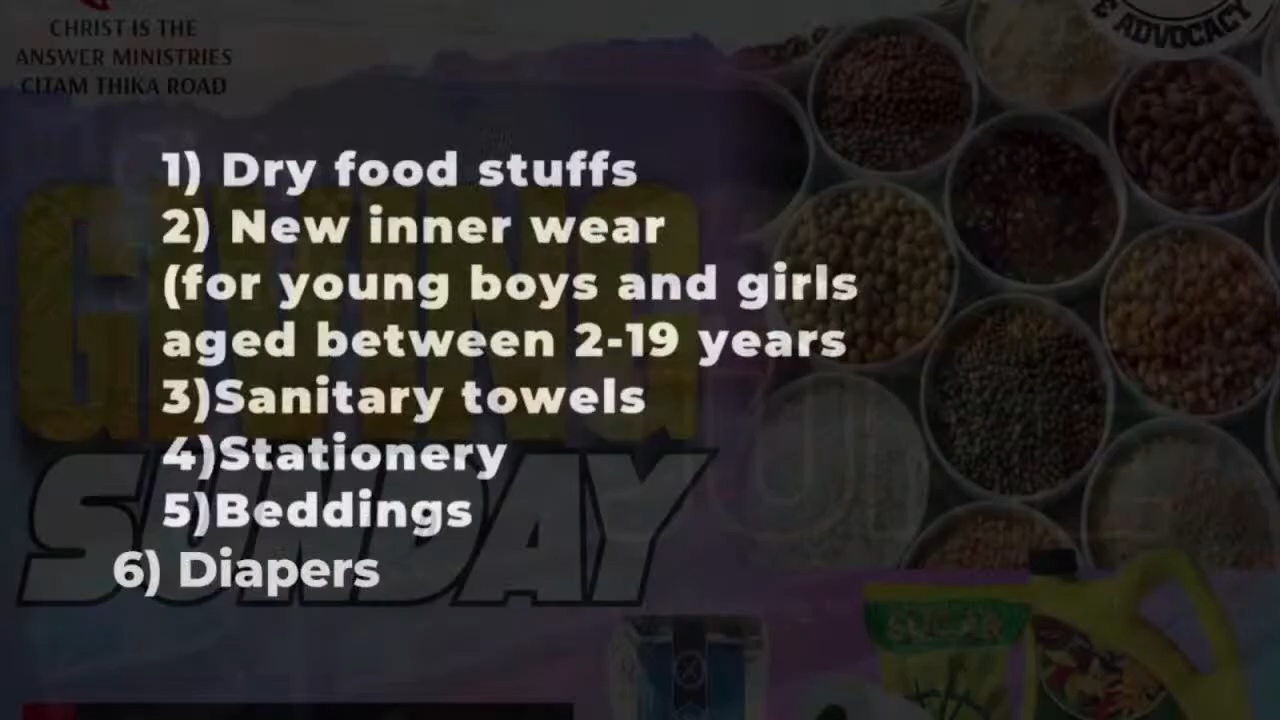 CHRIST IS THE
ANSWER MINISTRIES
CITAM THIKA ROAD
& ADVOCACY
1) Dry food stuffs
2) New inner wear
(for young boys and girls
aged between 2-19 years
3)Sanitary towels
4)Stationery
5)Beddings
6) Diapers
GIVING
SUNDAY